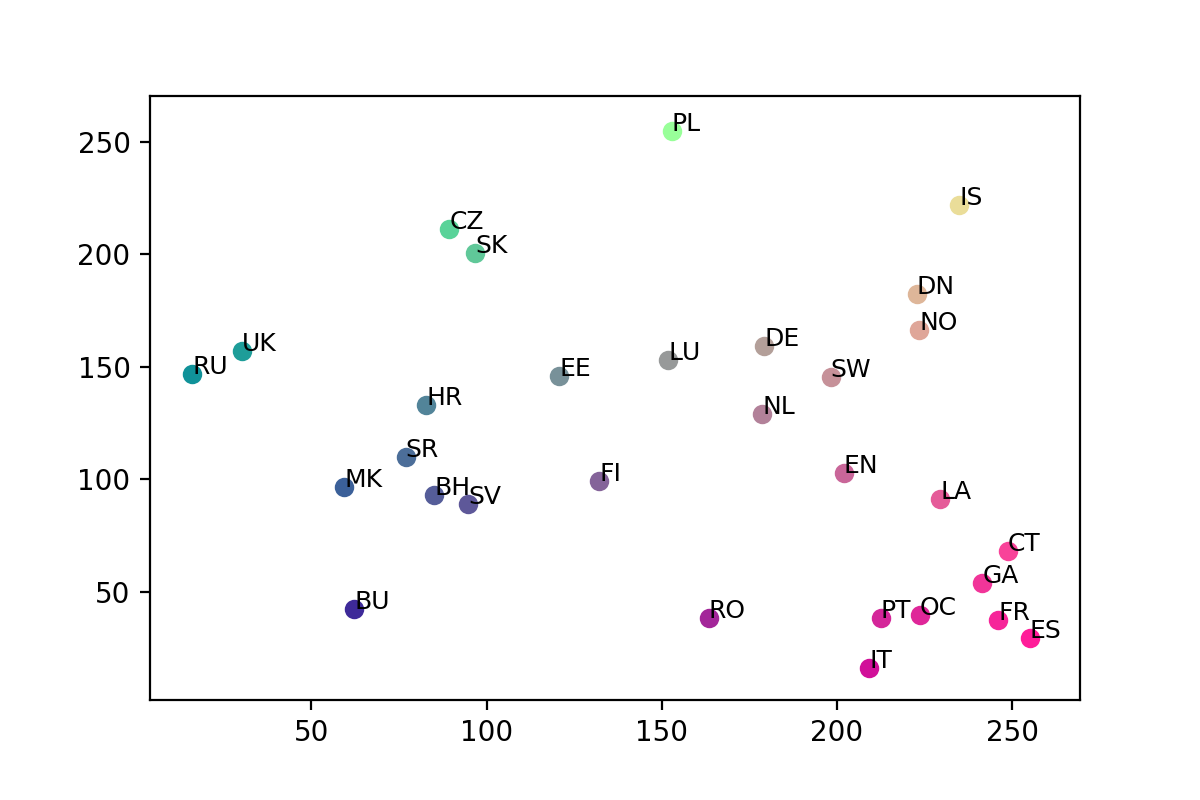 PL
250
IS
CZ
SK
200
DN
NO
UK
DE
150
RU
LU
EE
SW
HR
NL
SR
EN
MK
FI
100
BH
SV
LA
CT
GA
BU
50
RO
PT
OC
FR
ES
IT
50
100
150
200
250